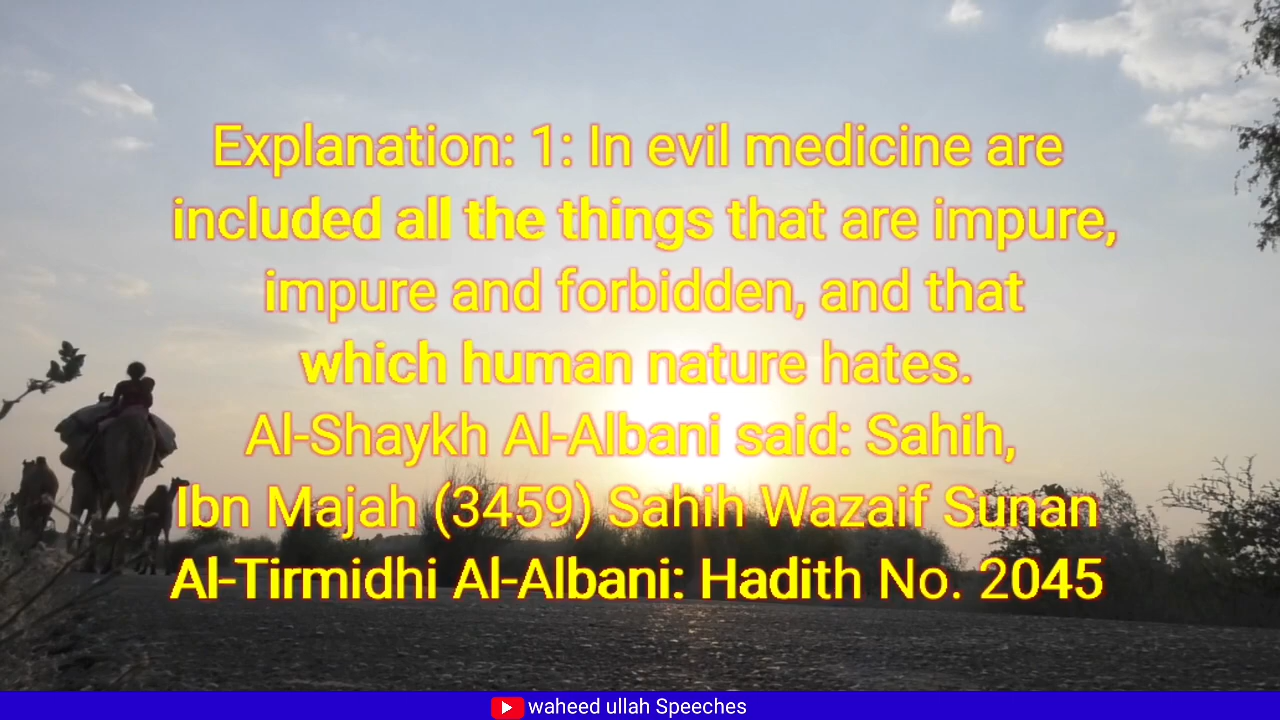 Explanation: 1: In evil medicine are
included all the things that are impure,
impure and forbidden, and that
which human nature hates.
Al-Shaykh Al-Albani said: Sahih,
Ibn Majah (3459) Sahih Wazaif Sunan
Al-Tirmidhi Al-Albani: Hadith No. 2045
waheed ullah Speeches